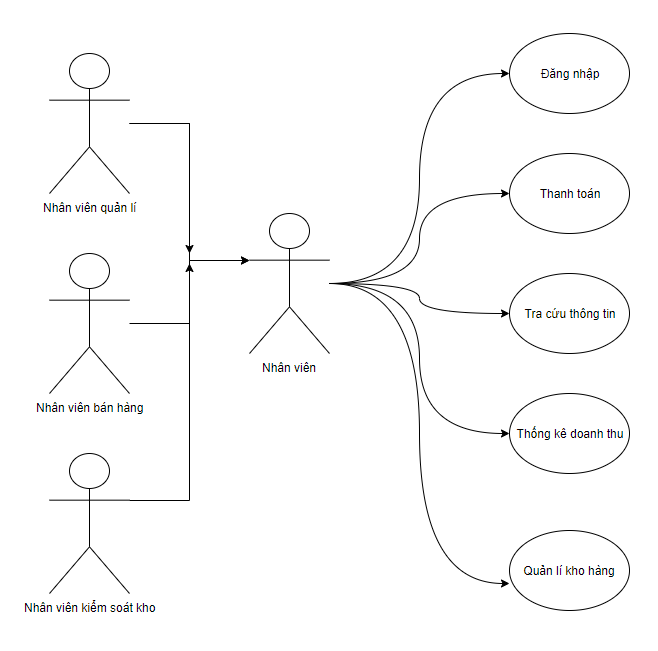 Nhân viên quản lí
Nhân viên bán hàng
Nhân viên kiểm soát kho
Nhân viên
Đăng nhập
Thanh toán
Tra cứu thông tin
Thống kê doanh thu
Quản lí kho hàng